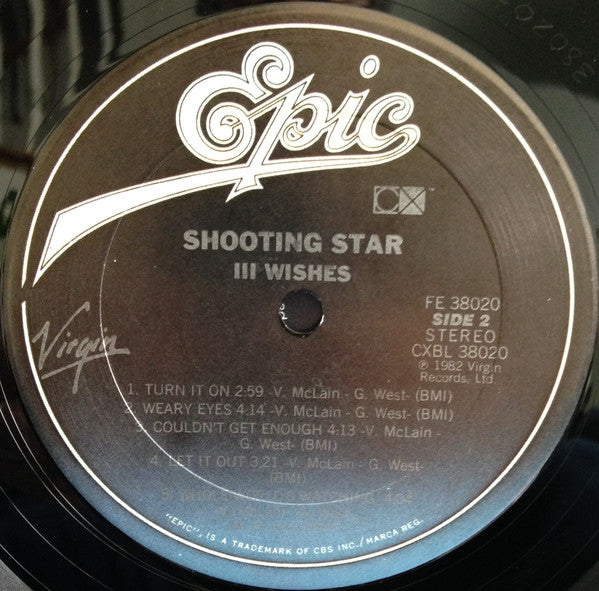 Epic
CX™
SHOOTING STAR
III WISHES
FE 38020
SIDE 2
STEREO
CXBL 38020
℗ 1982 Virgin
Records, Ltd.
Virgin
1. TURN IT ON 2:59 -V. McLain - G. West- (BMI)
2. WEARY EYES 4:14 -V. McLain - G. West- (BMI)
3. COULDN'T GET ENOUGH 4:13 -V. McLain -
G. West- (BMI)
4. LET IT OUT 3:21 -V. McLain - G. West-
(BMI)
5.
"EPIC", IS A TRADEMARK OF CBS INC./MARCA REG.